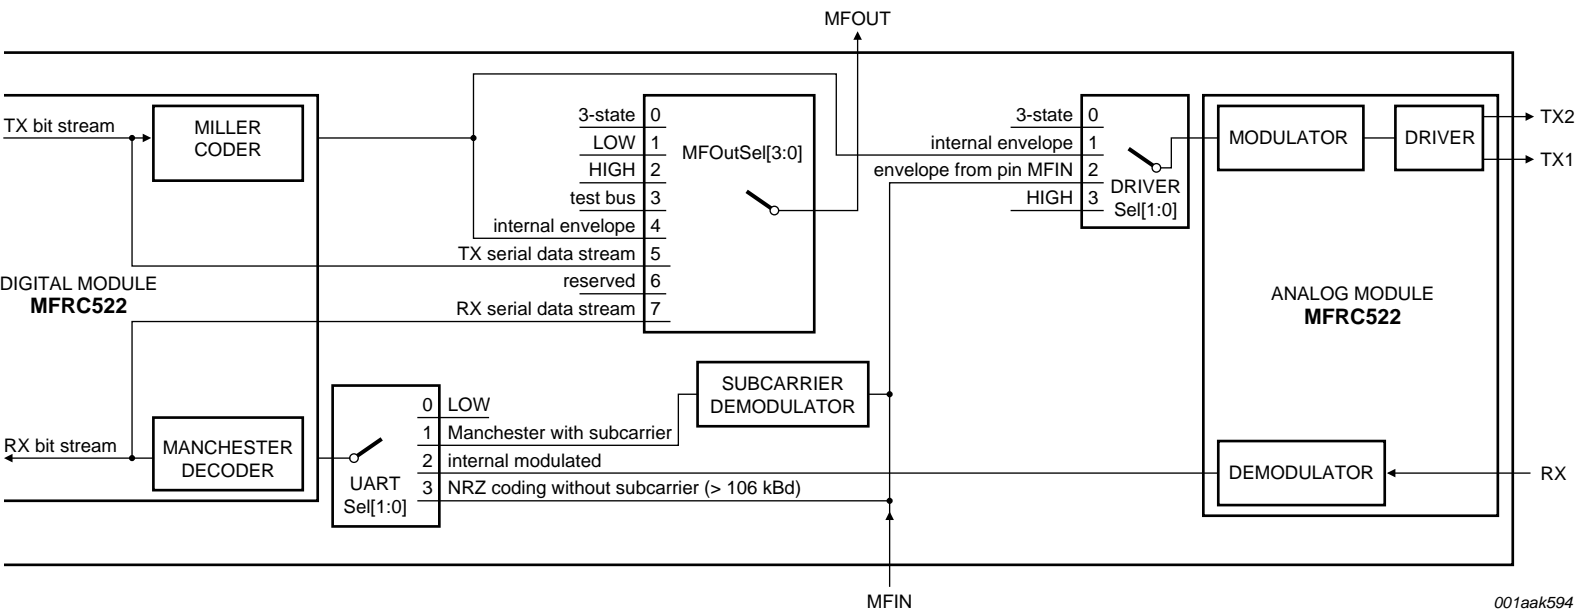 MFOUT
TX bit stream
MILLER
CODER
3-state 0
LOW 1
HIGH 2
test bus 3
internal envelope 4
TX serial data stream 5
reserved 6
RX serial data stream 7
MFOutSel[3:0]
3-state 0
internal envelope 1
envelope from pin MFIN 2
HIGH 3
DRIVER
Sel[1:0]
MODULATOR
DRIVER
TX2
TX1
DIGITAL MODULE
MFRC522
ANALOG MODULE
MFRC522
SUBCARRIER
DEMODULATOR
RX bit stream
MANCHESTER
DECODER
UART
Sel[1:0]
0 LOW
1 Manchester with subcarrier
2 internal modulated
3 NRZ coding without subcarrier (> 106 kBd)
DEMODULATOR
RX
MFIN
001aak594